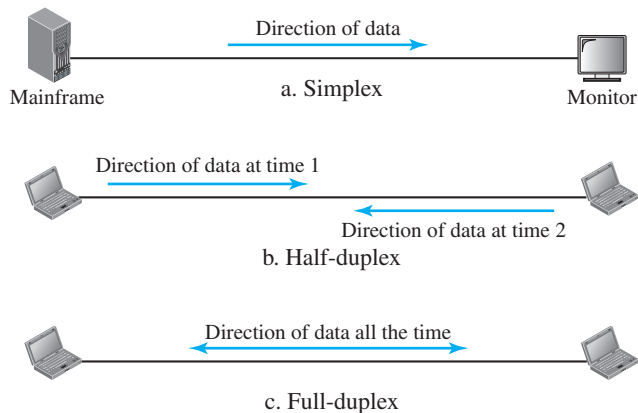 Direction of data
Mainframe
a. Simplex
Monitor
Direction of data at time 1
Direction of data at time 2
b. Half-duplex
Direction of data all the time
c. Full-duplex